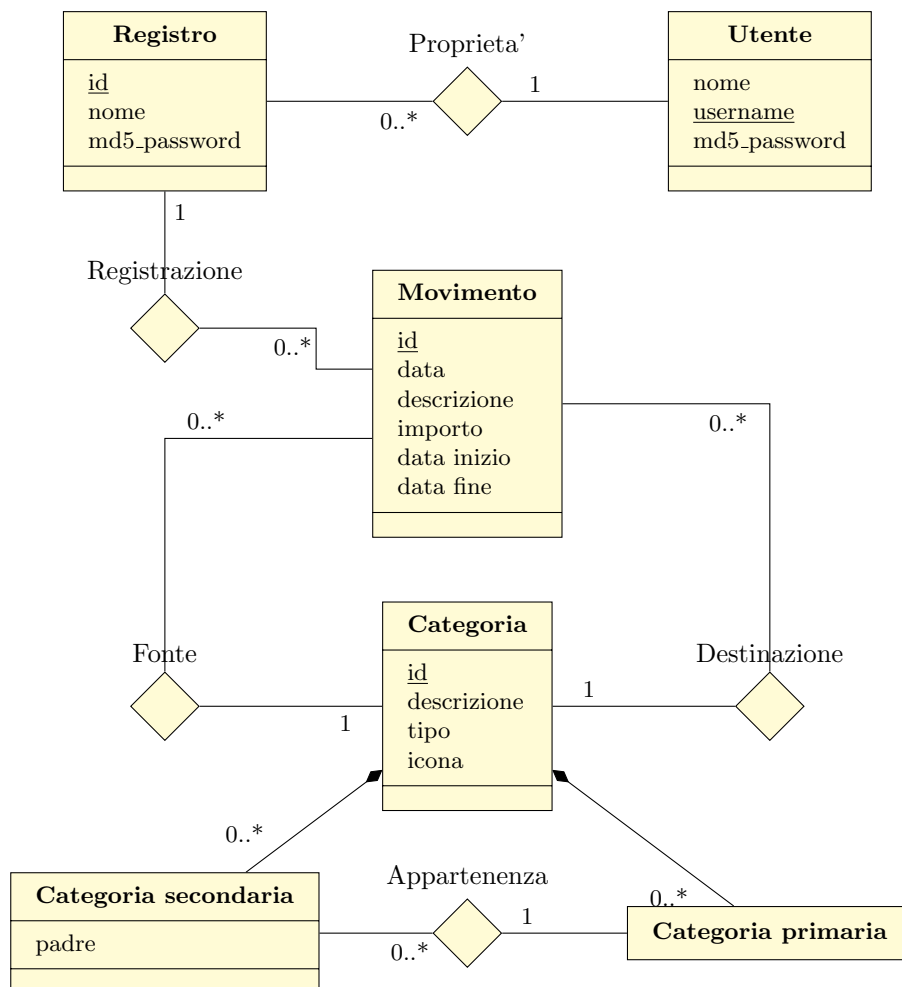 Registro
id
nome
md5_password
Proprieta'
0..*
1
Utente
nome
username
md5_password
1
Registrazione
0..*
Movimento
id
data
descrizione
importo
data inizio
data fine
0..*
0..*
Fonte
1
Categoria
id
descrizione
tipo
icona
Destinazione
1
0..*
0..*
Categoria secondaria
padre
Appartenenza
0..*
1
Categoria primaria